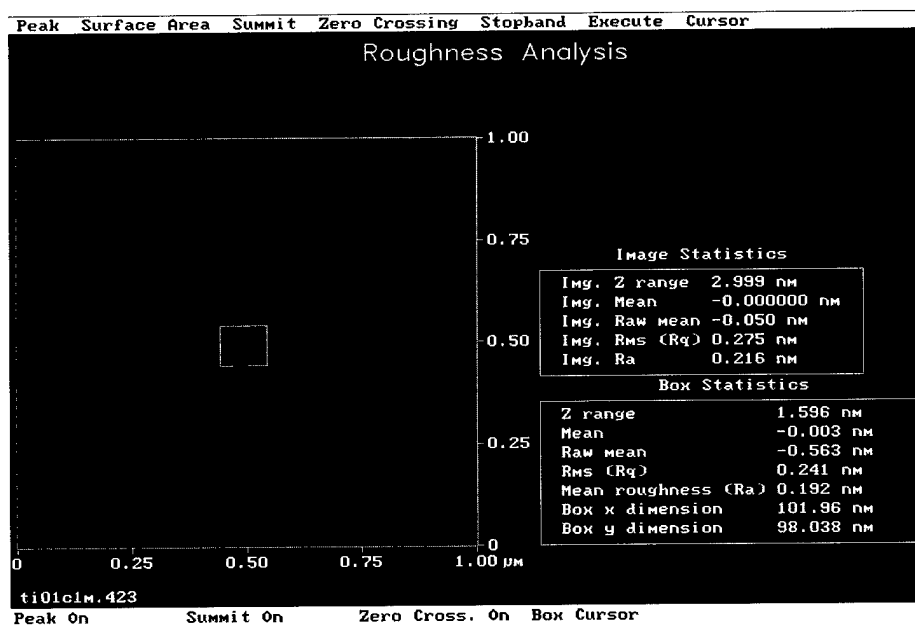 Peak Surface Area Summit Zero Crossing Stopband Execute Cursor
Roughness Analysis
1.00
0.75
0.50
0.25
0
0 0.25 0.50 0.75 1.00 µm
Image Statistics
Img. Z range 2.999 nm
Img. Mean -0.000000 nm
Img. Raw mean -0.050 nm
Img. Rms (Rq) 0.275 nm
Img. Ra 0.216 nm
Box Statistics
Z range 1.596 nm
Mean -0.003 nm
Raw mean -0.563 nm
Rms (Rq) 0.241 nm
Mean roughness (Ra) 0.192 nm
Box x dimension 101.96 nm
Box y dimension 98.038 nm
ti01c1m.423
Peak On Summit On Zero Cross. On Box Cursor